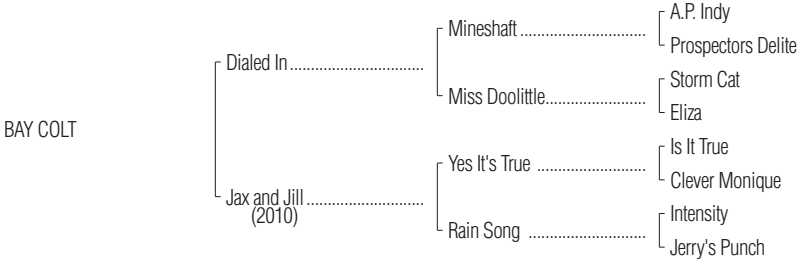 A.P. Indy
Mineshaft
Prospectors Delite
Dialed In
Storm Cat
Miss Doolittle
Eliza
BAY COLT
Is It True
Yes It's True
Clever Monique
Jax and Jill
(2010)
Intensity
Rain Song
Jerry's Punch